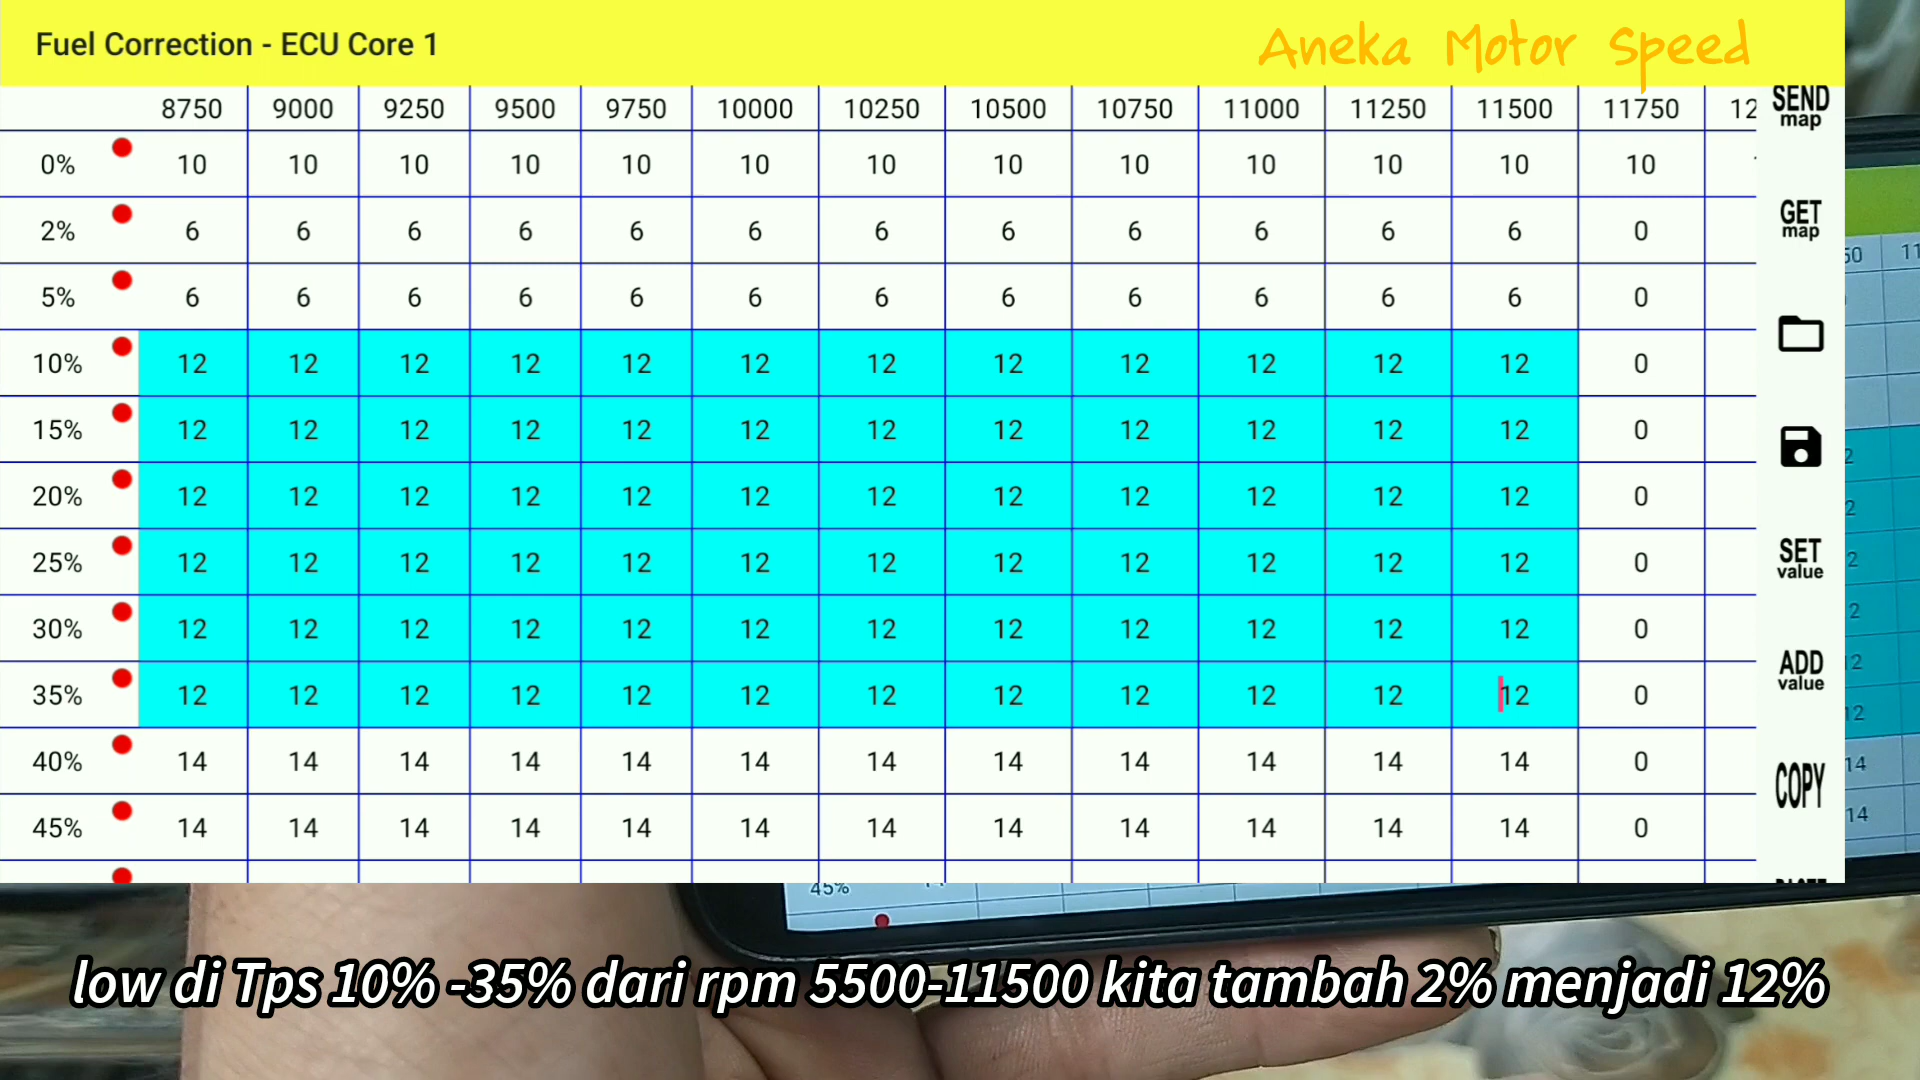 Fuel Correction - ECU Core 1
Aneka Motor Speed
8750 9000 9250 9500 9750 10000 10250 10500 10750 11000 11250 11500 11750 12
0% 10 10 10 10 10 10 10 10 10 10 10 10 10
2% 6 6 6 6 6 6 6 6 6 6 6 6 0
5% 6 6 6 6 6 6 6 6 6 6 6 6 0
10% 12 12 12 12 12 12 12 12 12 12 12 12 0
15% 12 12 12 12 12 12 12 12 12 12 12 12 0
20% 12 12 12 12 12 12 12 12 12 12 12 12 0
25% 12 12 12 12 12 12 12 12 12 12 12 12 0
30% 12 12 12 12 12 12 12 12 12 12 12 12 0
35% 12 12 12 12 12 12 12 12 12 12 12 12 0
40% 14 14 14 14 14 14 14 14 14 14 14 14 0
45% 14 14 14 14 14 14 14 14 14 14 14 14 0
SEND
map
GET
map
SET
value
ADD
value
COPY
45%
low di Tps 10% -35% dari rpm 5500-11500 kita tambah 2% menjadi 12%